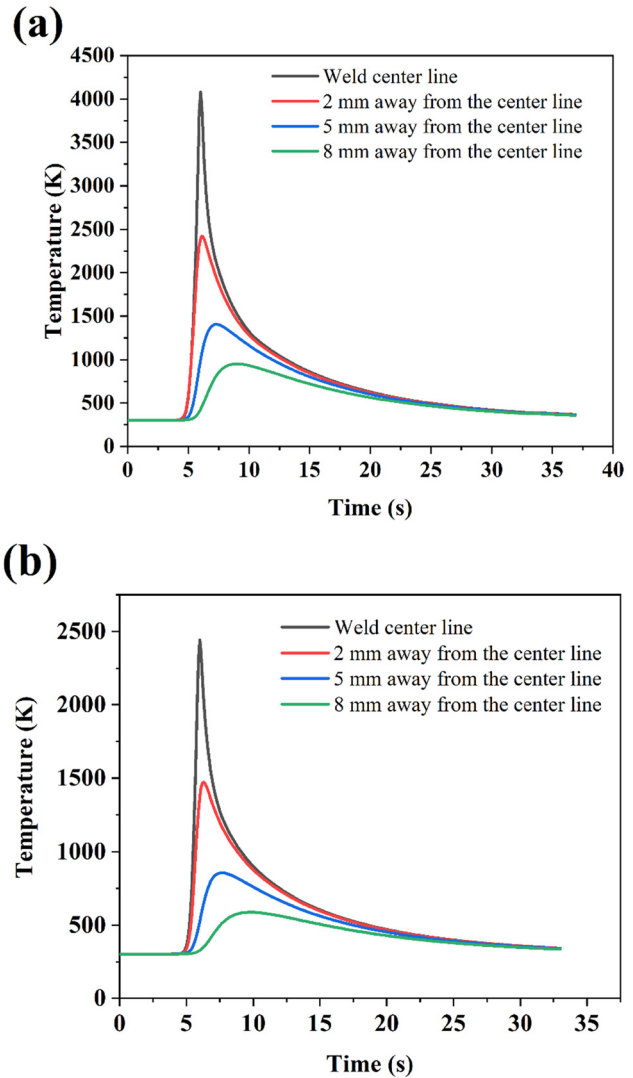 (a)
4500
4000
3500
3000
2500
2000
1500
1000
500
0
Temperature (K)
Weld center line
2 mm away from the center line
5 mm away from the center line
8 mm away from the center line
0 5 10 15 20 25 30 35 40
Time (s)
(b)
2500
2000
1500
1000
500
0
Temperature (K)
Weld center line
2 mm away from the center line
5 mm away from the center line
8 mm away from the center line
0 5 10 15 20 25 30 35
Time (s)